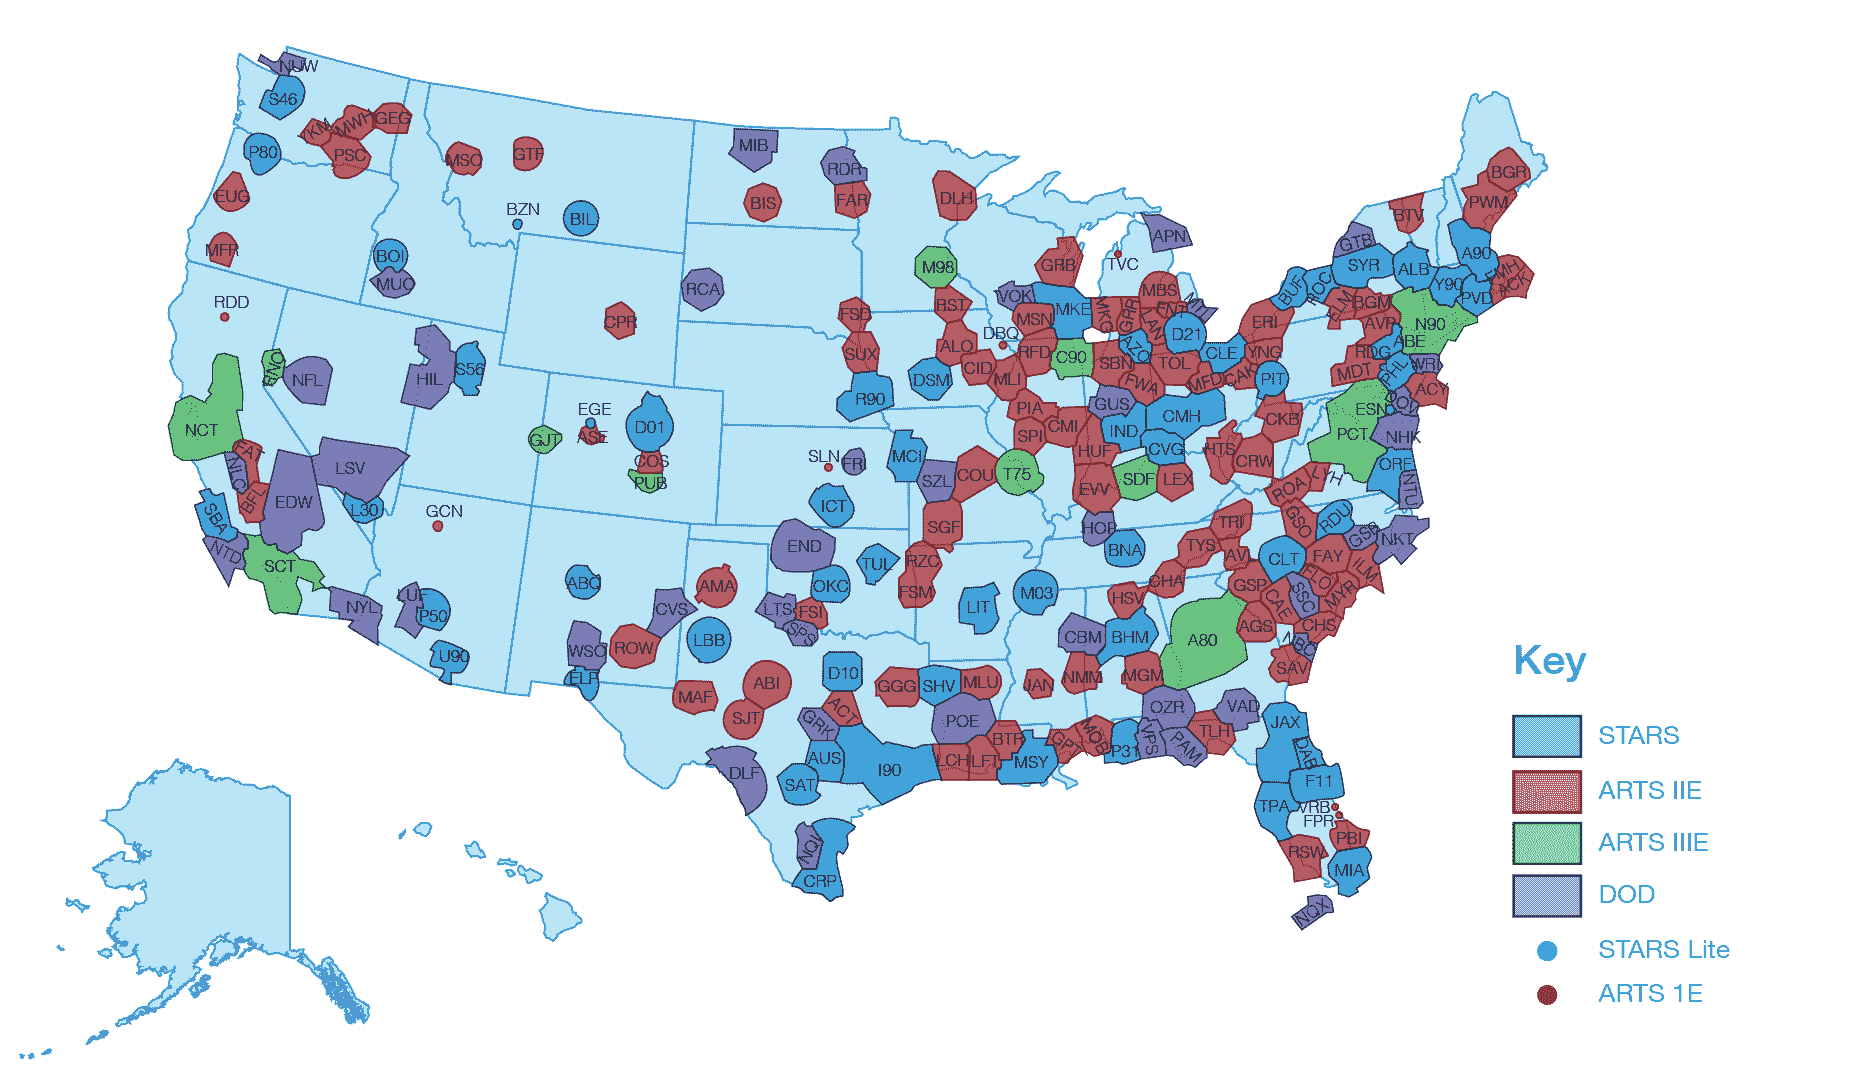 NUW
S46
YKM
MWH
GEG
PSC
P80
EUG
MFR
MSO
GTF
BZN
BIL
BOI
MUO
MIB
RDR
BIS
FAR
DLH
APN
TVC
GRB
M98
RCA
CPR
RDD
RNO
NFL
HIL
S56
NCT
FAT
NLC
BFL
EDW
LSV
L30
SBA
NTD
SCT
NYL
GCN
LUF
P50
U90
EGE
ASE
GJT
D01
COS
PUB
FSD
SUX
R90
RST
ALO
DBQ
DSM
CID
MLI
VOK
MSN
MKE
RFD
C90
MKG
GRR
MBS
FNT
LAN
MTC
D21
AZO
SBN
FWA
TOL
CLE
MFD
CAK
YNG
PIT
ERI
BUF
ROC
SYR
GTB
BTV
BGR
PWM
A90
ALB
Y90
PVD
FMH
ACK
ELM
BGM
AVP
N90
ABE
RDG
MDT
PHL
WRI
ACY
DOV
ESN
PCT
NHK
ORF
NTU
PIA
SPI
CMI
GUS
IND
CMH
CVG
HUF
HTS
CRW
CKB
T75
EVV
SDF
LEX
LYH
ROA
SLN
FRI
MCI
SZL
COU
ICT
SGF
END
TUL
OKC
RZC
FSM
HOP
BNA
TRI
TYS
AVL
GSO
RDU
GSB
NKT
CLT
FAY
ILM
FLO
MYR
CHA
GSP
CAE
SSC
CHS
AGS
NBC
SAV
HSV
M03
LIT
ABQ
AMA
CVS
LTS
FSI
SPS
LBB
ROW
WSO
ELP
MAF
ABI
SJT
D10
ACT
GRK
GGG
SHV
MLU
JAN
CBM
BHM
NMM
MGM
A80
POE
BTR
LCH
LFT
MSY
GPT
MOB
P31
OZR
VPS
PAM
TLH
VAD
JAX
DAB
F11
TPA
VRB
FPR
PBI
RSW
MIA
NQX
DLF
AUS
SAT
I90
NQI
CRP
Key
STARS
ARTS IIE
ARTS IIIE
DOD
STARS Lite
ARTS 1E